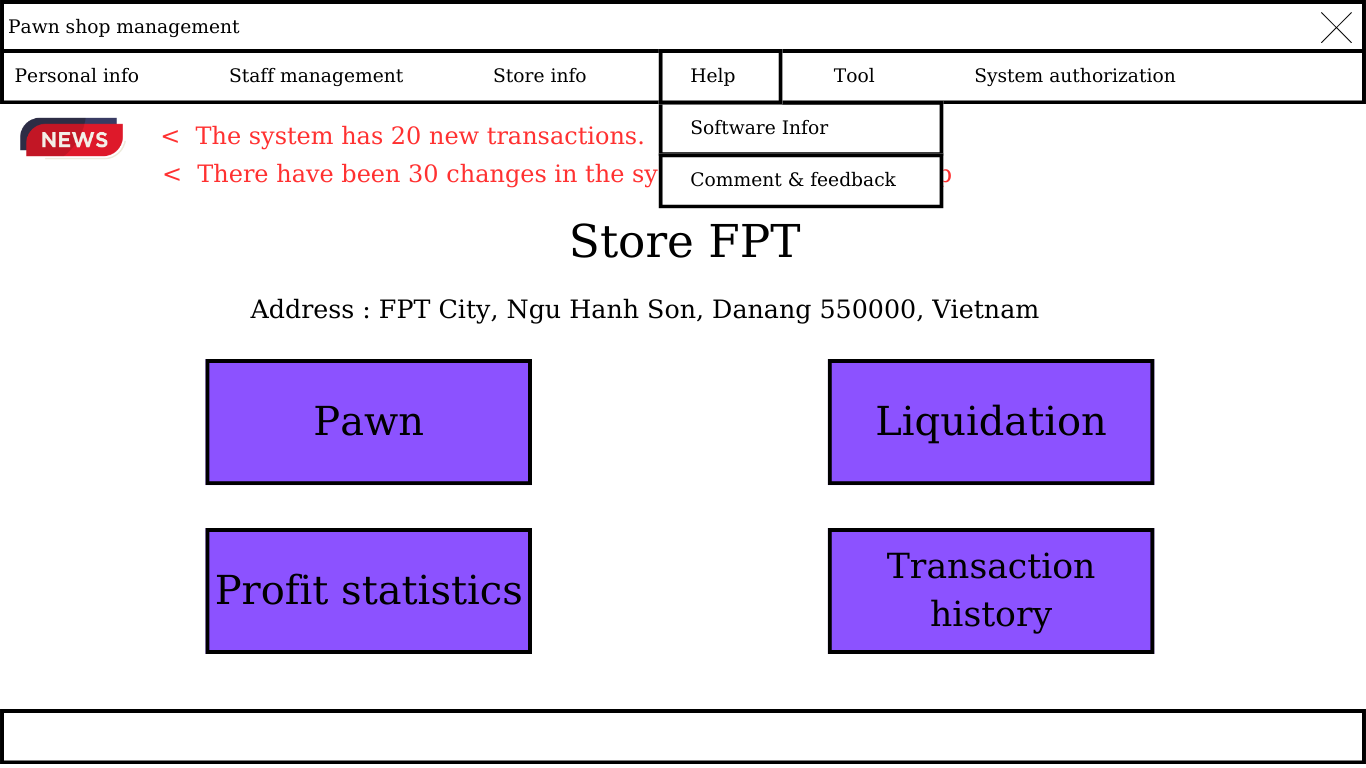 Pawn shop management
Personal info Staff management Store info Help Tool System authorization
Software Infor
Comment & feedback
NEWS
< The system has 20 new transactions.
< There have been 30 changes in the
Store FPT
Address : FPT City, Ngu Hanh Son, Danang 550000, Vietnam
Pawn
Liquidation
Profit statistics
Transaction
history